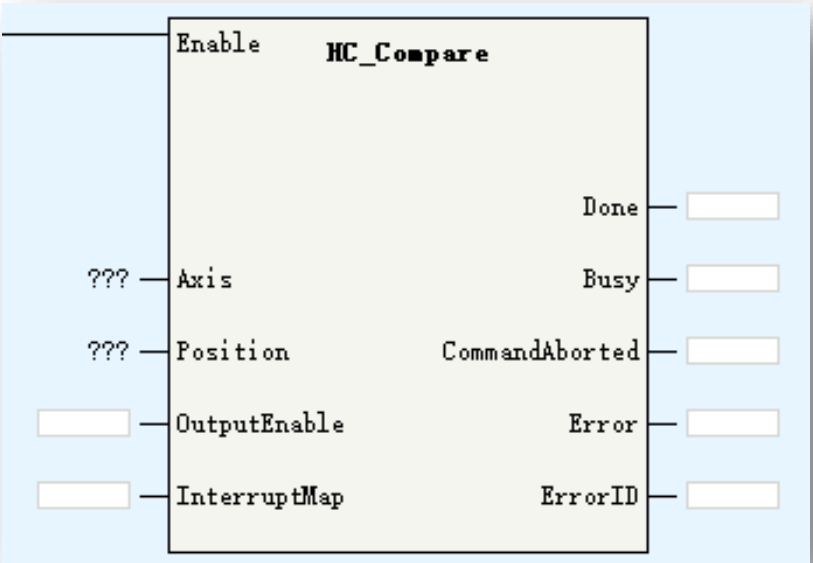 Enable
HC_Compare
Done
??? Axis
Busy
??? Position
CommandAborted
OutputEnable
Error
InterruptMap
ErrorID